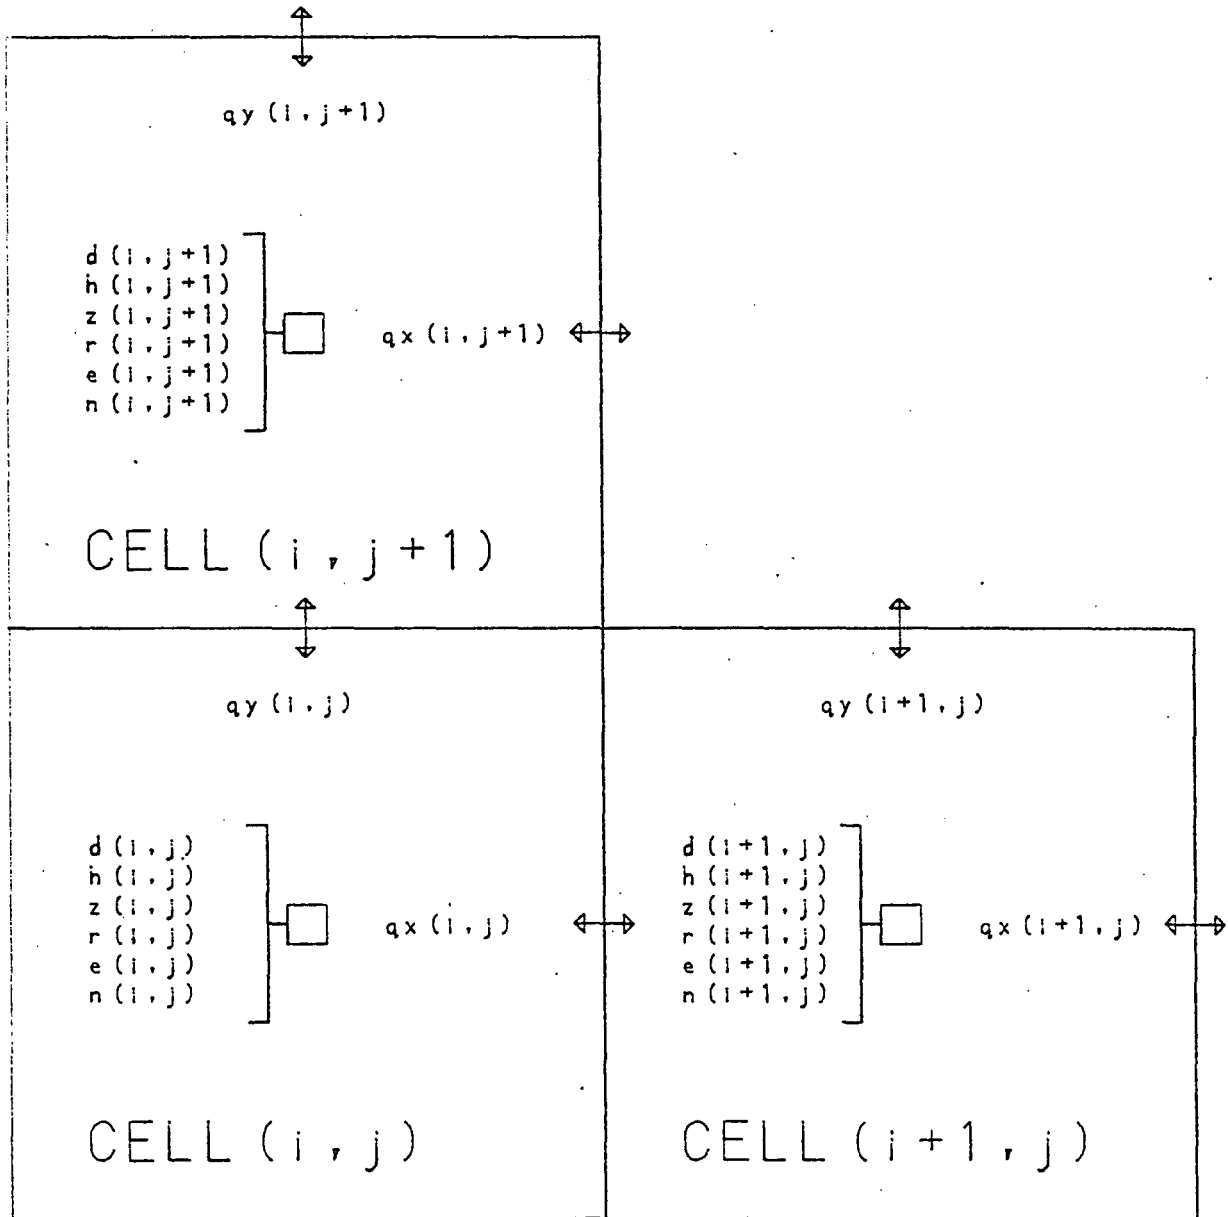 qy(i,j+1)
d(i,j+1)
h(i,j+1)
z(i,j+1)
r(i,j+1)
e(i,j+1)
n(i,j+1)
qx(i,j+1)
CELL(i,j+1)
qy(i,j)
d(i,j)
h(i,j)
z(i,j)
r(i,j)
e(i,j)
n(i,j)
qx(i,j)
CELL(i,j)
qy(i+1,j)
d(i+1,j)
h(i+1,j)
z(i+1,j)
r(i+1,j)
e(i+1,j)
n(i+1,j)
qx(i+1,j)
CELL(i+1,j)